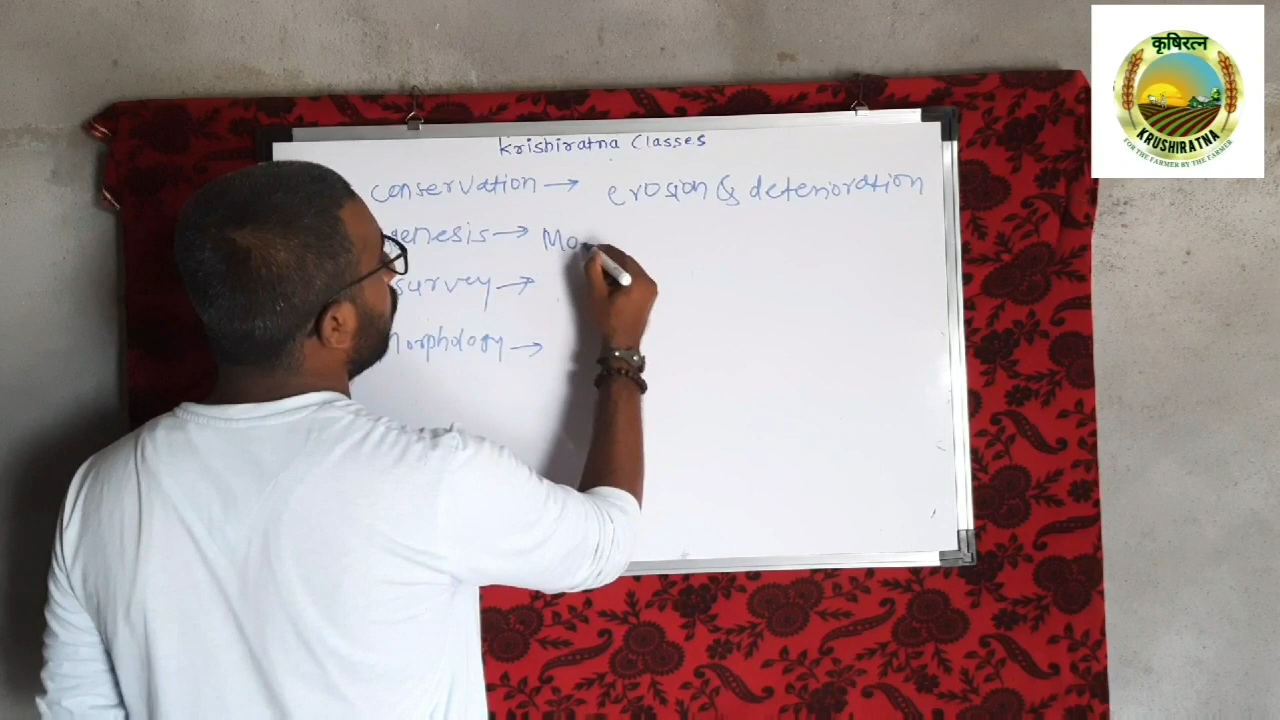 Krishiratna Classes
conservation → erosion & deterioration
genesis → Mo
survey →
morphology →
कृषिरत्न
KRUSHIRATNA
FOR THE FARMER BY THE FARMER